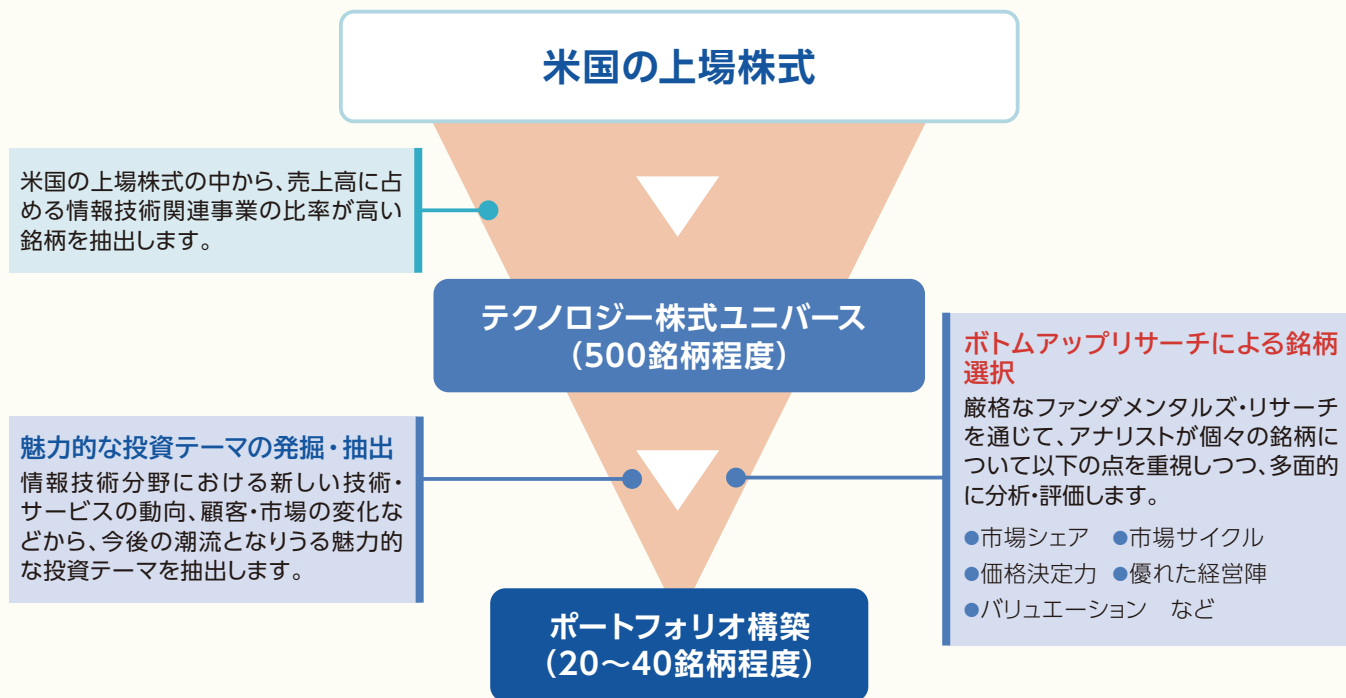 米国の上場株式
米国の上場株式の中から、売上高に占
める情報技術関連事業の比率が高い
銘柄を抽出します。
テクノロジー株式ユニバース
（500銘柄程度）
魅力的な投資テーマの発掘・抽出
情報技術分野における新しい技術・
サービスの動向、顧客・市場の変化な
どから、今後の潮流となりうる魅力的
な投資テーマを抽出します。
ボトムアップリサーチによる銘柄
選択
厳格なファンダメンタルズ・リサーチ
を通じて、アナリストが個々の銘柄に
ついて以下の点を重視しつつ、多面的
に分析・評価します。
●市場シェア ●市場サイクル
●価格決定力 ●優れた経営陣
●バリュエーション など
ポートフォリオ構築
（20～40銘柄程度）